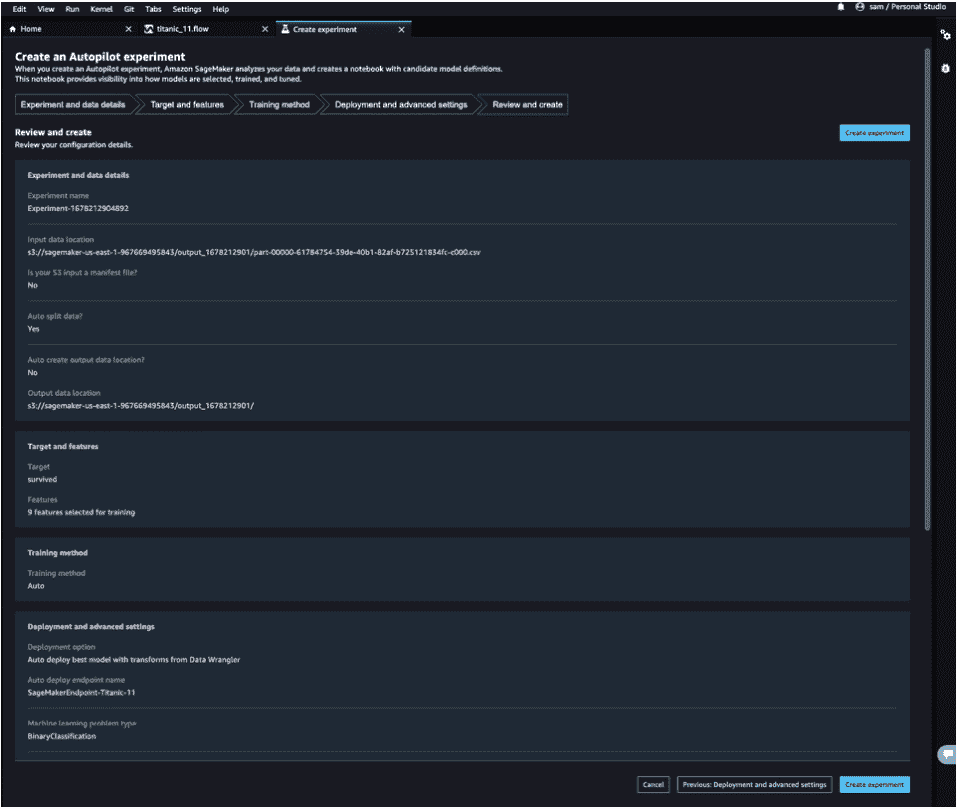 Edit View Run Kernel Git Tabs Settings Help
sam / Personal Studio
Home
titanic_11.flow
Create experiment
Create an Autopilot experiment
When you create an Autopilot experiment, Amazon SageMaker analyzes your data and creates a notebook with candidate model definitions.
This notebook provides visibility into how models are selected, trained, and tuned.
Experiment and data details
Target and features
Training method
Deployment and advanced settings
Review and create
Review and create
Create experiment
Review your configuration details.
Experiment and data details
Experiment name
Experiment-1678212904892
Input data location
s3://sagemaker-us-east-1-967669495843/output_1678212901/part-00000-61784754-39de-40b1-82af-b725121834fc-c000.csv
Is your S3 input a manifest file?
No
Auto split data?
Yes
Auto create output data location?
No
Output data location
s3://sagemaker-us-east-1-967669495843/output_1678212901/
Target and features
Target
survived
Features
9 features selected for training
Training method
Training method
Auto
Deployment and advanced settings
Deployment option
Auto deploy best model with transforms from Data Wrangler
Auto deploy endpoint name
SageMakerEndpoint-Titanic-11
Machine learning problem type
BinaryClassification
Cancel
Previous: Deployment and advanced settings
Create experiment